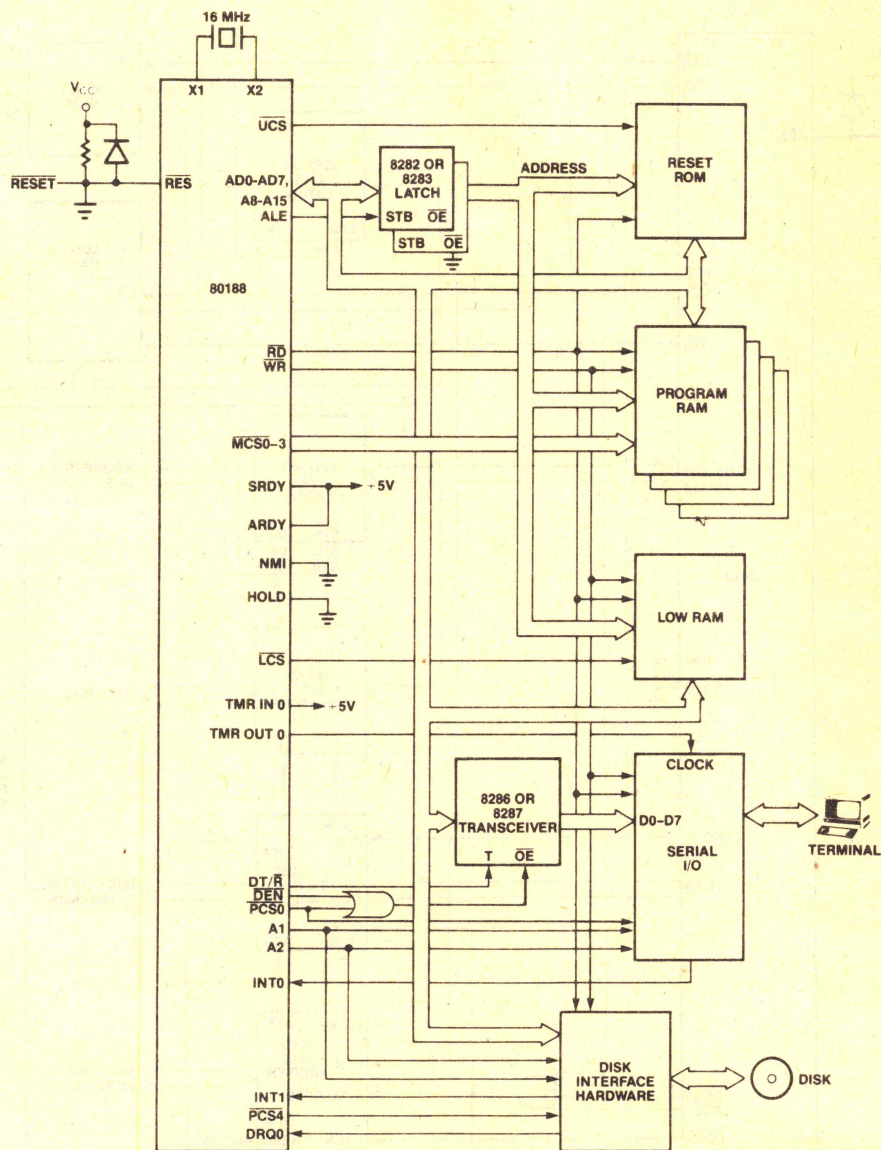 16 MHz
X1 X2
VCC
RESET
RES
UCS
AD0-AD7,
A8-A15
ALE
80188
RD
WR
MCS0-3
SRDY
+5V
ARDY
NMI
HOLD
LCS
TMR IN 0
+5V
TMR OUT 0
DT/R
DEN
PCS0
A1
A2
INT0
INT1
PCS4
DRQ0
8282 OR
8283
LATCH
STB OE
STB OE
ADDRESS
RESET
ROM
PROGRAM
RAM
LOW RAM
8286 OR
8287
TRANSCEIVER
T OE
CLOCK
D0-D7
SERIAL
I/O
TERMINAL
DISK
INTERFACE
HARDWARE
DISK